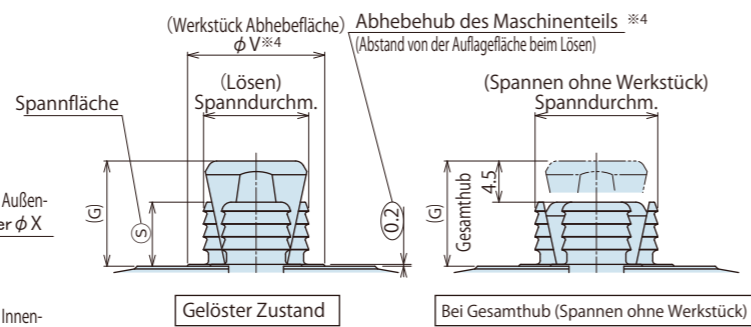 (Werkstück Abhebefläche)
φV※4
Abhebehub des Maschinenteils ※4
(Abstand von der Auflagefläche beim Lösen)
(Lösen)
Spanndurchm.
(Spannen ohne Werkstück)
Spanndurchm.
Spannfläche
Außen-
er φX
(G)
S
0.2
(G)
Gesamthub
4.5
Innen-
Gelöster Zustand
Bei Gesamthub (Spannen ohne Werkstück)